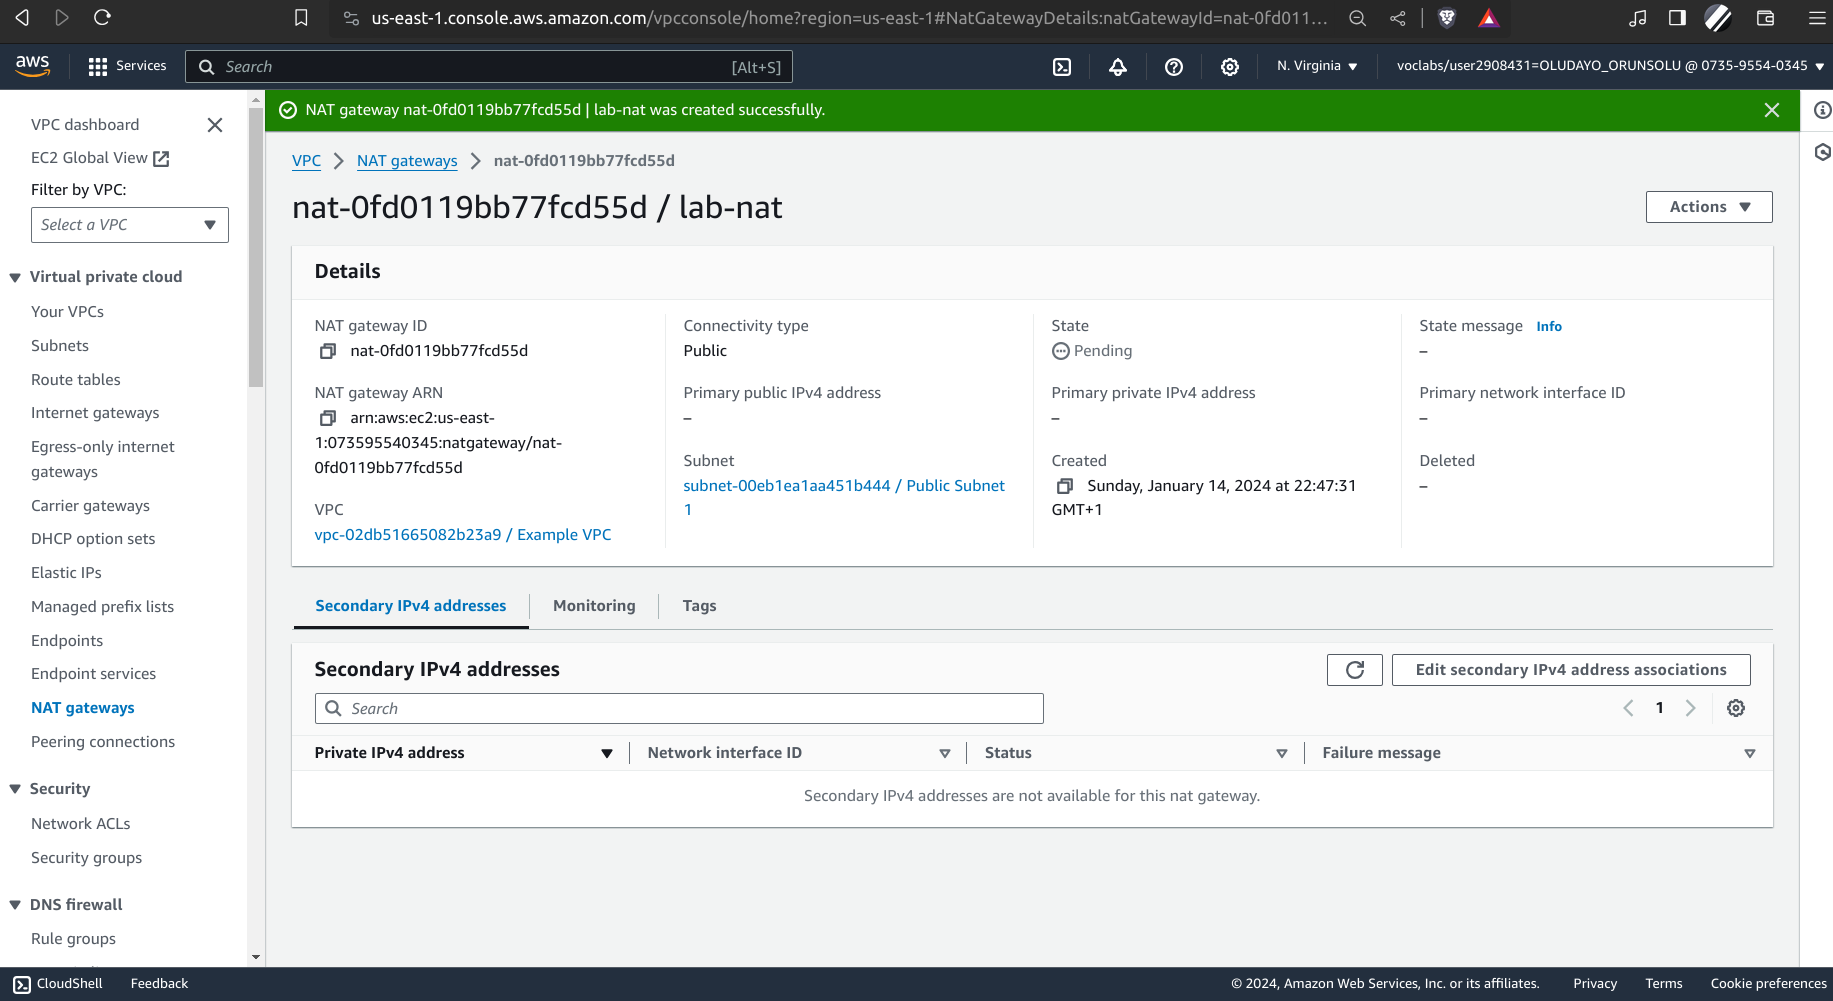 us-east-1.console.aws.amazon.com/vpcconsole/home?region=us-east-1#NatGatewayDetails:natGatewayId=nat-0fd011...
aws
Services
Search
[Alt+S]
N. Virginia
voclabs/user2908431=OLUDAYO_ORUNSOLU @ 0735-9554-0345
VPC dashboard
EC2 Global View
Filter by VPC:
Select a VPC
Virtual private cloud
Your VPCs
Subnets
Route tables
Internet gateways
Egress-only internet
gateways
Carrier gateways
DHCP option sets
Elastic IPs
Managed prefix lists
Endpoints
Endpoint services
NAT gateways
Peering connections
Security
Network ACLs
Security groups
DNS firewall
Rule groups
NAT gateway nat-0fd0119bb77fcd55d | lab-nat was created successfully.
VPC
NAT gateways
nat-0fd0119bb77fcd55d
nat-0fd0119bb77fcd55d / lab-nat
Actions
Details
NAT gateway ID
nat-0fd0119bb77fcd55d
NAT gateway ARN
arn:aws:ec2:us-east-
1:073595540345:natgateway/nat-
0fd0119bb77fcd55d
VPC
vpc-02db51665082b23a9 / Example VPC
Connectivity type
Public
Primary public IPv4 address
–
Subnet
subnet-00eb1ea1aa451b444 / Public Subnet
1
State
Pending
Primary private IPv4 address
–
Created
Sunday, January 14, 2024 at 22:47:31
GMT+1
State message Info
–
Primary network interface ID
–
Deleted
–
Secondary IPv4 addresses
Monitoring
Tags
Secondary IPv4 addresses
Edit secondary IPv4 address associations
Search
1
Private IPv4 address
Network interface ID
Status
Failure message
Secondary IPv4 addresses are not available for this nat gateway.
CloudShell
Feedback
© 2024, Amazon Web Services, Inc. or its affiliates.
Privacy
Terms
Cookie preferences